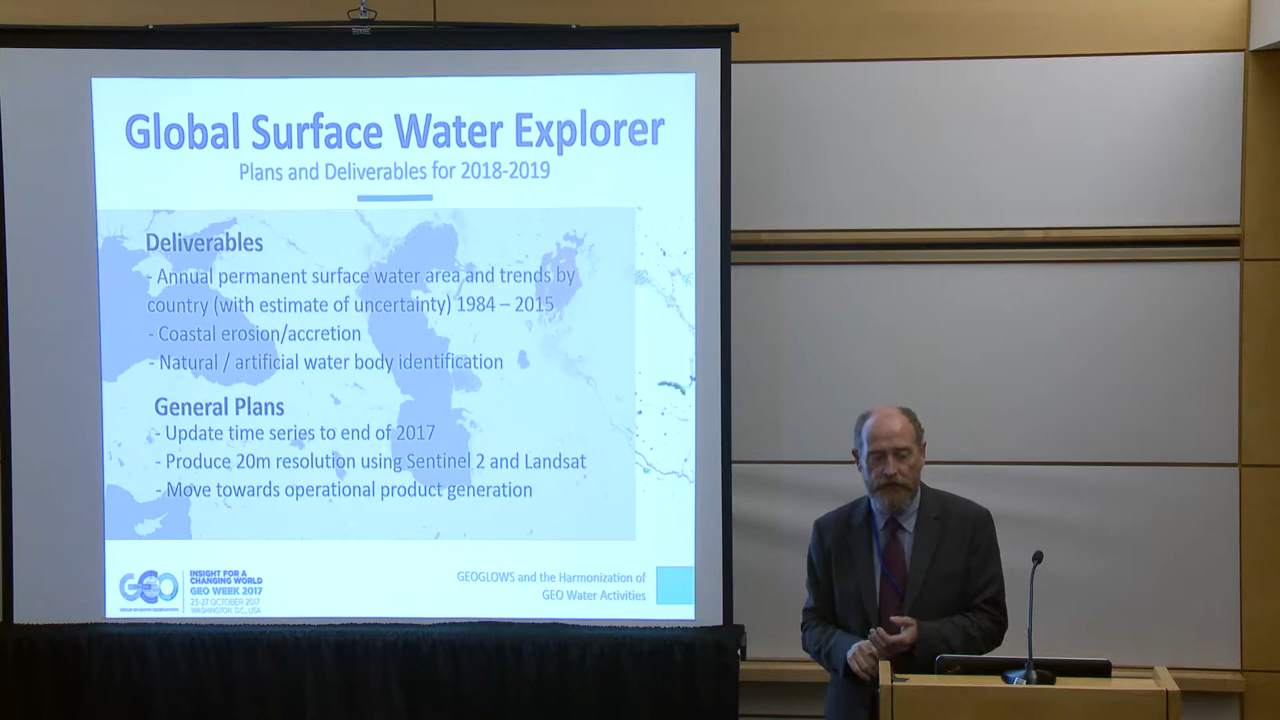 Global Surface Water Explorer
Plans and Deliverables for 2018-2019
Deliverables
- Annual permanent surface water area and trends by
country (with estimate of uncertainty) 1984 – 2015
- Coastal erosion/accretion
- Natural / artificial water body identification
General Plans
- Update time series to end of 2017
- Produce 20m resolution using Sentinel 2 and Landsat
- Move towards operational product generation
GEO
GROUP ON EARTH OBSERVATIONS
INSIGHT FOR A
CHANGING WORLD
GEO WEEK 2017
23-27 OCTOBER 2017
WASHINGTON, D.C., USA
GEOGLOWS and the Harmonization of
GEO Water Activities